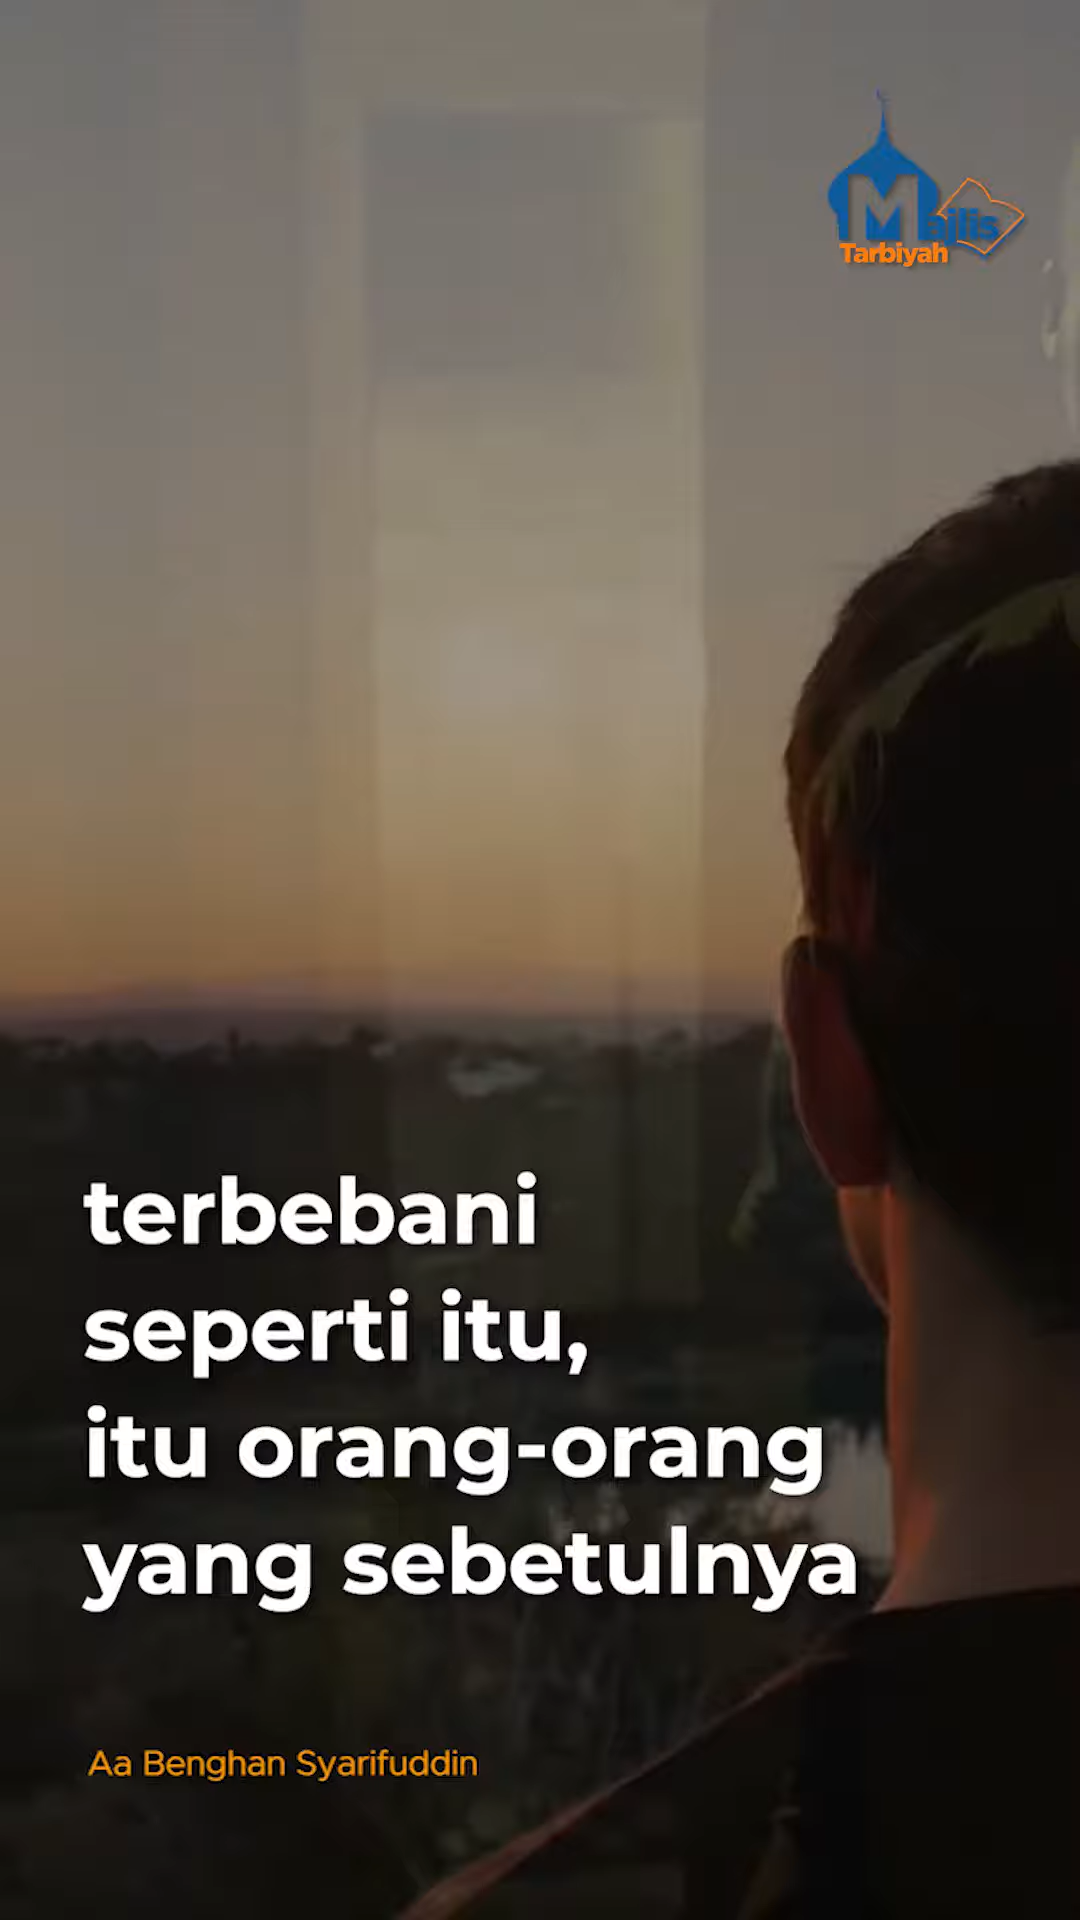 Majlis
Tarbiyah
terbebani
seperti itu,
itu orang-orang
yang sebetulnya
Aa Benghan Syarifuddin